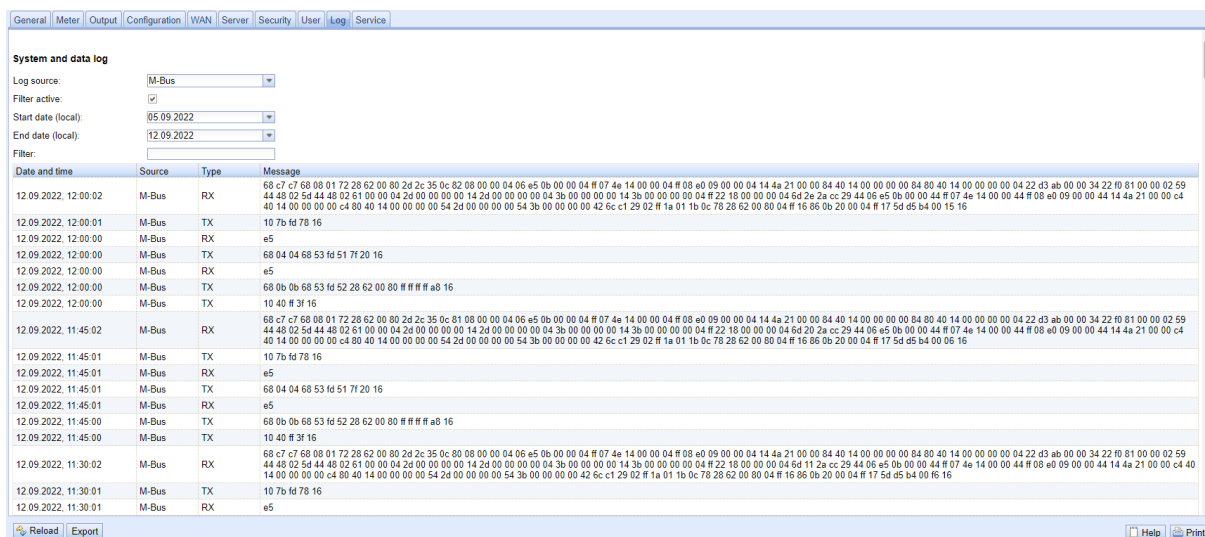 General Meter Output Configuration WAN Server Security User Log Service
System and data log
Log source: M-Bus
Filter active:
Start date (local): 05.09.2022
End date (local): 12.09.2022
Filter:
Date and time Source Type Message
12.09.2022, 12:00:02 M-Bus RX 68 c7 c7 68 08 01 72 28 62 00 80 2d 2c 35 0c 82 08 00 00 04 06 e5 0b 00 00 04 ff 07 4e 14 00 00 04 ff 08 e0 09 00 00 04 14 4a 21 00 00 84 40 14 00 00 00 00 84 80 40 14 00 00 00 00 04 22 d3 ab 00 00 34 22 f0 81 00 00 02 59
44 48 02 5d 44 48 02 61 00 00 04 2d 00 00 00 00 14 2d 00 00 00 00 04 3b 00 00 00 00 14 3b 00 00 00 00 04 ff 22 18 00 00 00 04 6d 2e 2a cc 29 44 06 e5 0b 00 00 44 ff 07 4e 14 00 00 44 ff 08 e0 09 00 00 44 14 4a 21 00 00 c4
40 14 00 00 00 00 c4 80 40 14 00 00 00 00 54 2d 00 00 00 00 54 3b 00 00 00 00 42 6c c1 29 02 ff 1a 01 1b 0c 78 28 62 00 80 04 ff 16 86 0b 20 00 04 ff 17 5d d5 b4 00 15 16
12.09.2022, 12:00:01 M-Bus TX 10 7b fd 78 16
12.09.2022, 12:00:00 M-Bus RX e5
12.09.2022, 12:00:00 M-Bus TX 68 04 04 68 53 fd 51 7f 20 16
12.09.2022, 12:00:00 M-Bus RX e5
12.09.2022, 12:00:00 M-Bus TX 68 0b 0b 68 53 fd 52 28 62 00 80 ff ff ff ff a8 16
12.09.2022, 12:00:00 M-Bus TX 10 40 ff 3f 16
12.09.2022, 11:45:02 M-Bus RX 68 c7 c7 68 08 01 72 28 62 00 80 2d 2c 35 0c 81 08 00 00 04 06 e5 0b 00 00 04 ff 07 4e 14 00 00 04 ff 08 e0 09 00 00 04 14 4a 21 00 00 84 40 14 00 00 00 00 84 80 40 14 00 00 00 00 04 22 d3 ab 00 00 34 22 f0 81 00 00 02 59
44 48 02 5d 44 48 02 61 00 00 04 2d 00 00 00 00 14 2d 00 00 00 00 04 3b 00 00 00 00 14 3b 00 00 00 00 04 ff 22 18 00 00 00 04 6d 20 2a cc 29 44 06 e5 0b 00 00 44 ff 07 4e 14 00 00 44 ff 08 e0 09 00 00 44 14 4a 21 00 00 c4
40 14 00 00 00 00 c4 80 40 14 00 00 00 00 54 2d 00 00 00 00 54 3b 00 00 00 00 42 6c c1 29 02 ff 1a 01 1b 0c 78 28 62 00 80 04 ff 16 86 0b 20 00 04 ff 17 5d d5 b4 00 06 16
12.09.2022, 11:45:01 M-Bus TX 10 7b fd 78 16
12.09.2022, 11:45:01 M-Bus RX e5
12.09.2022, 11:45:01 M-Bus TX 68 04 04 68 53 fd 51 7f 20 16
12.09.2022, 11:45:01 M-Bus RX e5
12.09.2022, 11:45:00 M-Bus TX 68 0b 0b 68 53 fd 52 28 62 00 80 ff ff ff ff a8 16
12.09.2022, 11:45:00 M-Bus TX 10 40 ff 3f 16
12.09.2022, 11:30:02 M-Bus RX 68 c7 c7 68 08 01 72 28 62 00 80 2d 2c 35 0c 80 08 00 00 04 06 e5 0b 00 00 04 ff 07 4e 14 00 00 04 ff 08 e0 09 00 00 04 14 4a 21 00 00 84 40 14 00 00 00 00 84 80 40 14 00 00 00 00 04 22 d3 ab 00 00 34 22 f0 81 00 00 02 59
44 48 02 5d 44 48 02 61 00 00 04 2d 00 00 00 00 14 2d 00 00 00 00 04 3b 00 00 00 00 14 3b 00 00 00 00 04 ff 22 18 00 00 00 04 6d 11 2a cc 29 44 06 e5 0b 00 00 44 ff 07 4e 14 00 00 44 ff 08 e0 09 00 00 44 14 4a 21 00 00 c4 40
14 00 00 00 00 c4 80 40 14 00 00 00 00 54 2d 00 00 00 00 54 3b 00 00 00 00 42 6c c1 29 02 ff 1a 01 1b 0c 78 28 62 00 80 04 ff 16 86 0b 20 00 04 ff 17 5d d5 b4 00 f6 16
12.09.2022, 11:30:01 M-Bus TX 10 7b fd 78 16
12.09.2022, 11:30:01 M-Bus RX e5
Reload Export Help Print